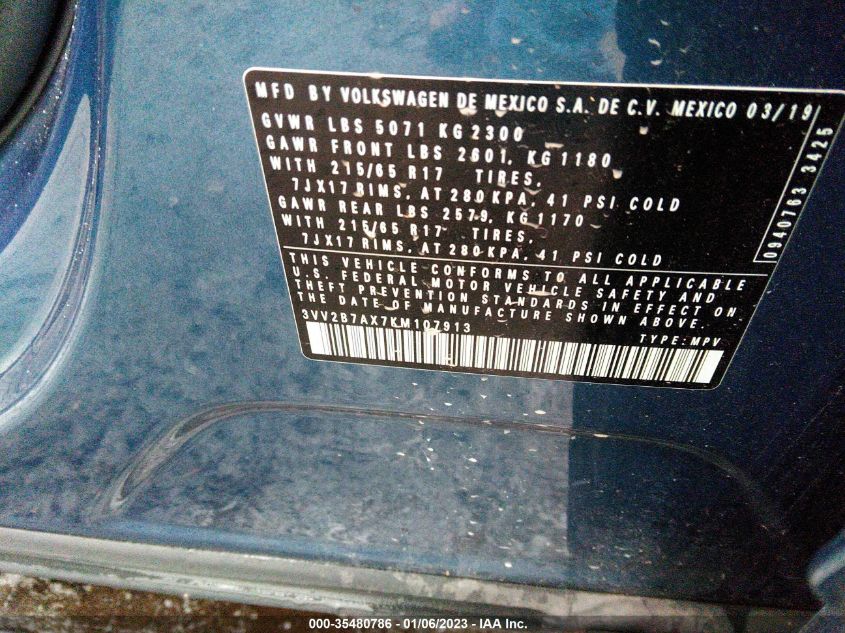 MFD BY VOLKSWAGEN DE MEXICO S.A. DE C.V. MEXICO 03/19
GVWR LBS 5071 KG 2300
GAWR FRONT LBS 2601, KG 1180
WITH 215/65 R17 TIRES,
7JX17 RIMS, AT 280 KPA, 41 PSI COLD
GAWR REAR LBS 2579, KG 1170
WITH 215/65 R17 TIRES,
7JX17 RIMS, AT 280 KPA, 41 PSI COLD
0940763 3425
THIS VEHICLE CONFORMS TO ALL APPLICABLE
U.S. FEDERAL MOTOR VEHICLE SAFETY AND
THEFT PREVENTION STANDARDS IN EFFECT ON
THE DATE OF MANUFACTURE SHOWN ABOVE.
3VV2B7AX7KM107913
TYPE: MPV
000-35480786 - 01/06/2023 - IAA Inc.